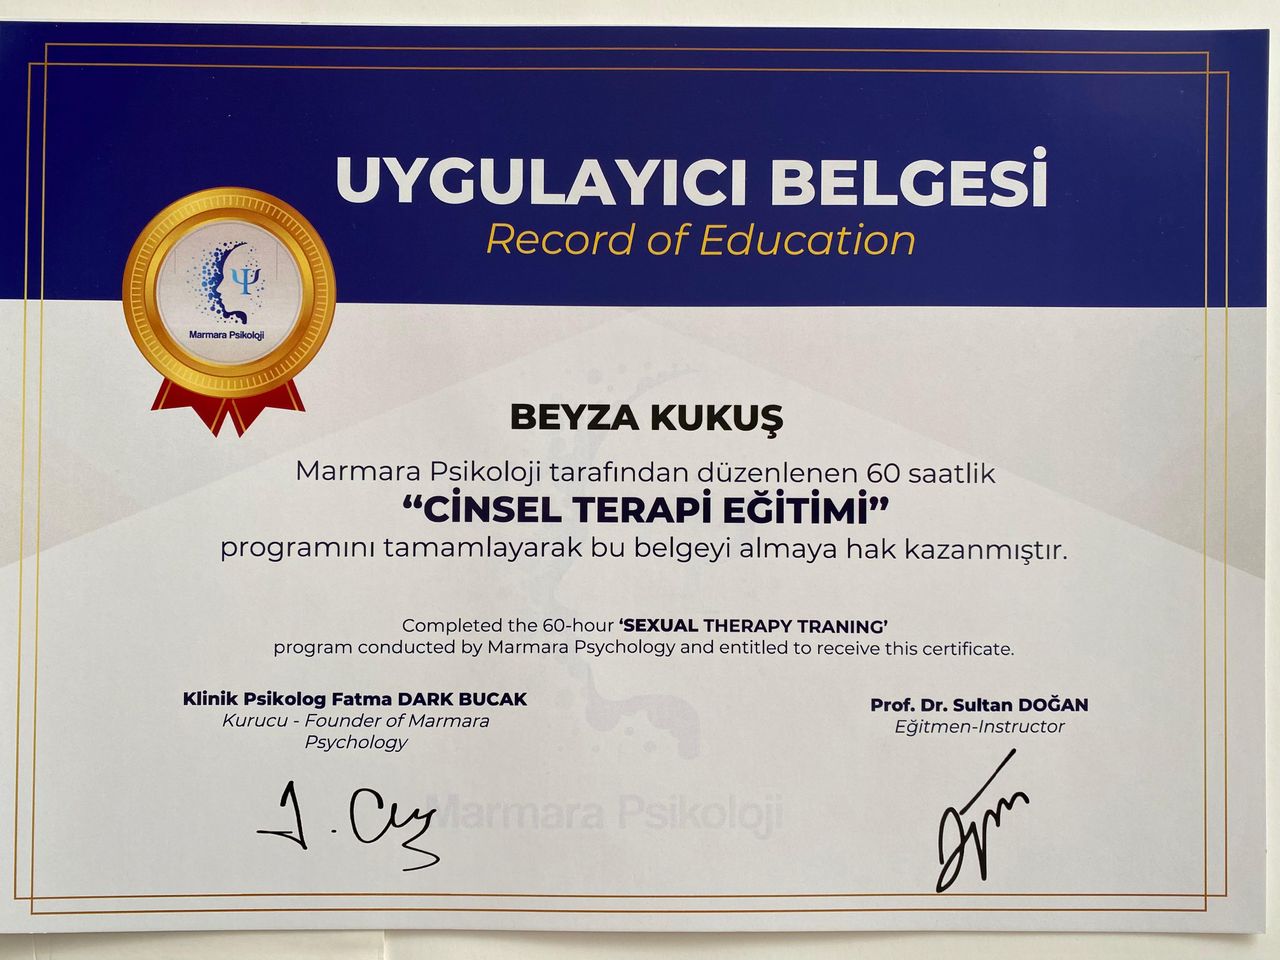 UYGULAYICI BELGESİ
Record of Education
Marmara Psikoloji
BEYZA KUKUŞ
Marmara Psikoloji tarafından düzenlenen 60 saatlik
“CİNSEL TERAPİ EĞİTİMİ”
programını tamamlayarak bu belgeyi almaya hak kazanmıştır.
Completed the 60-hour ‘SEXUAL THERAPY TRANING’
program conducted by Marmara Psychology and entitled to receive this certificate.
Klinik Psikolog Fatma DARK BUCAK
Kurucu - Founder of Marmara
Psychology
Prof. Dr. Sultan DOĞAN
Eğitmen-Instructor
Marmara Psikoloji